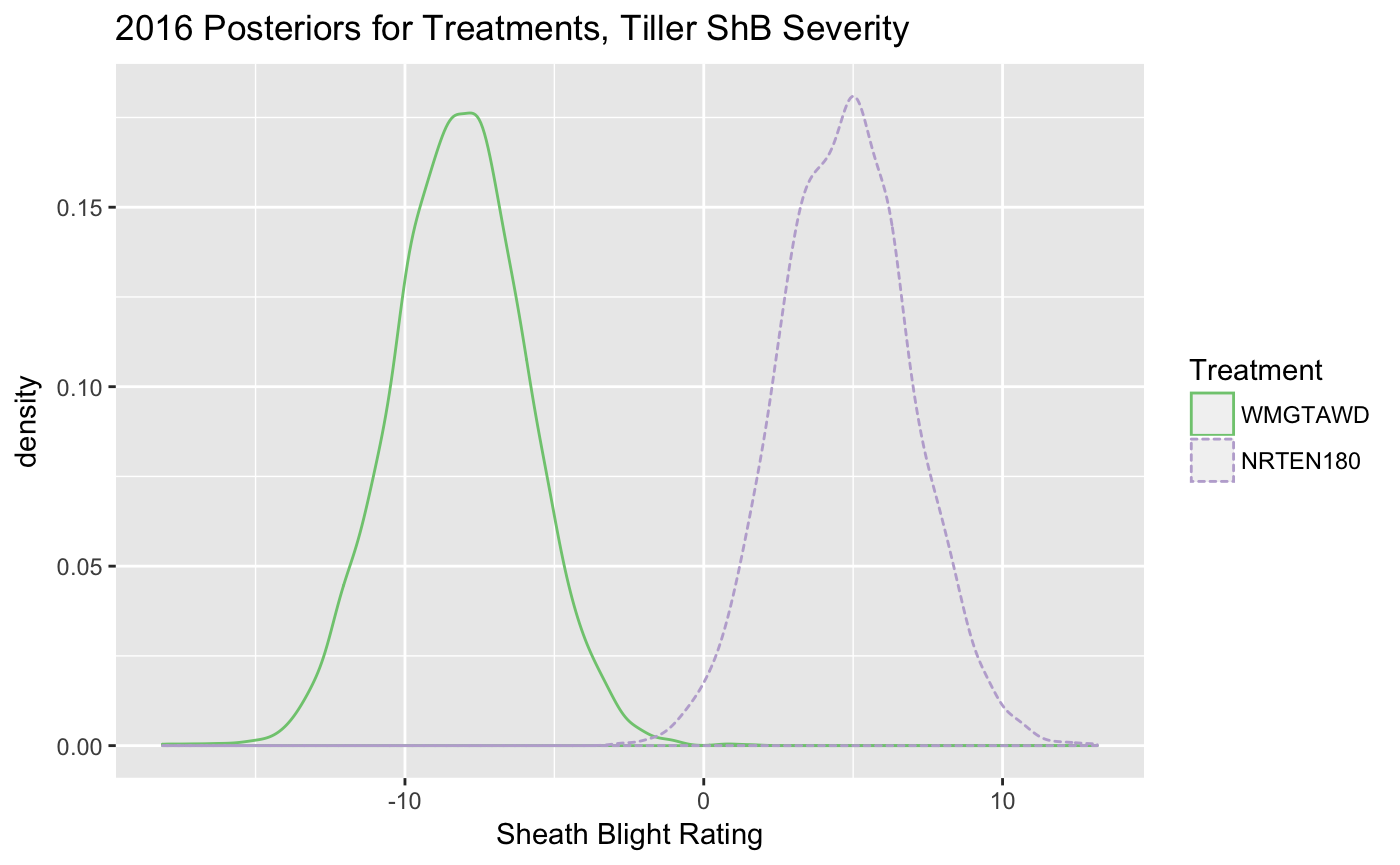 2016 Posteriors for Treatments, Tiller ShB Severity
density
0.15
0.10
0.05
0.00
-10
0
10
Sheath Blight Rating
Treatment
WMGTAWD
NRTEN180